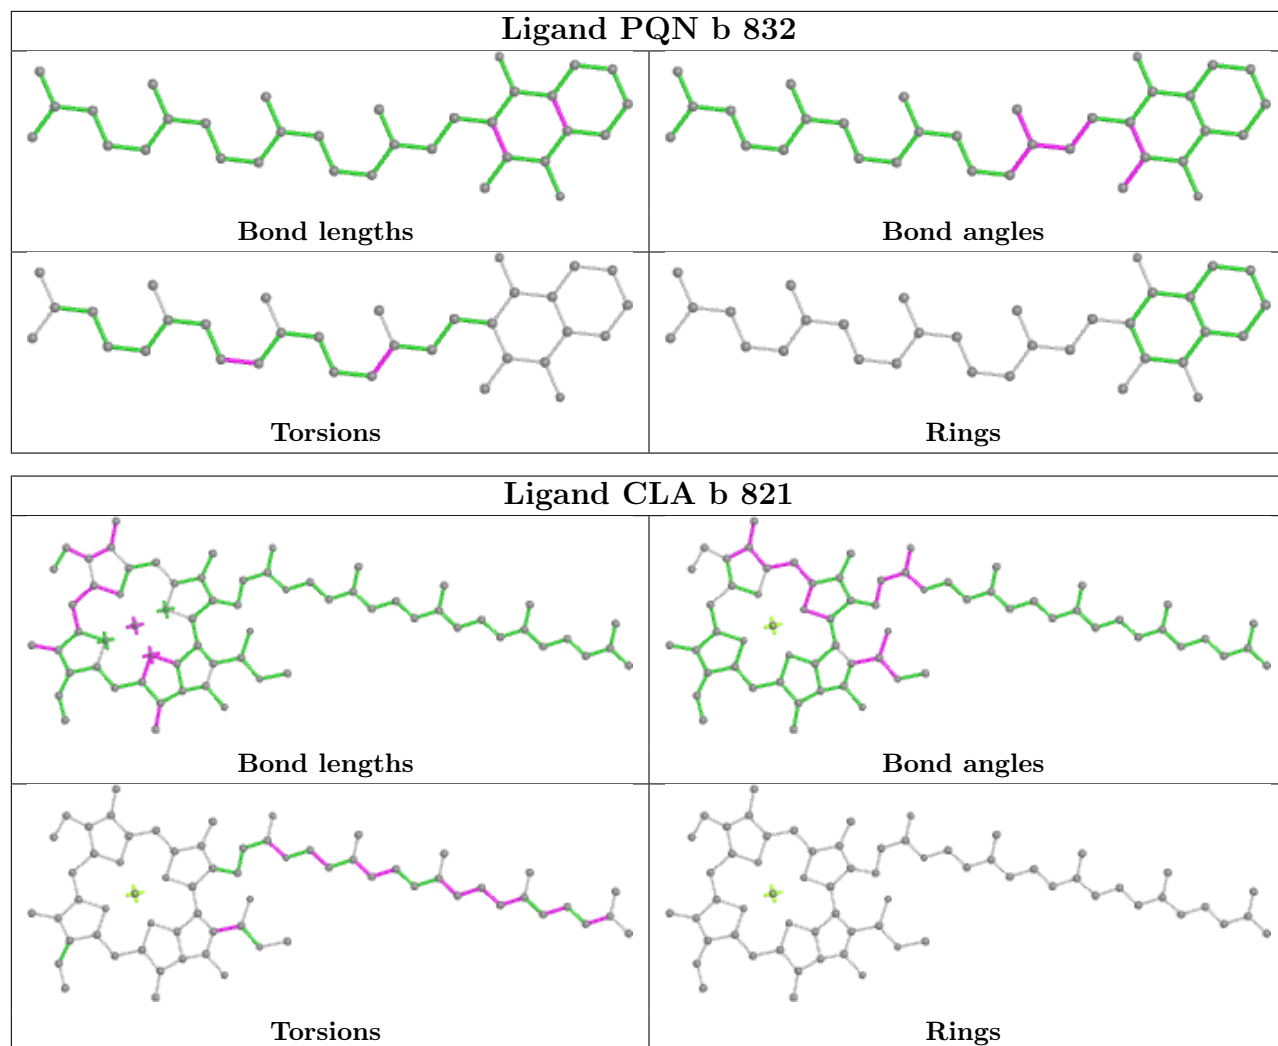 Ligand PQN b 832
Bond lengths
Bond angles
Torsions
Rings
Ligand CLA b 821
Bond lengths
Bond angles
Torsions
Rings